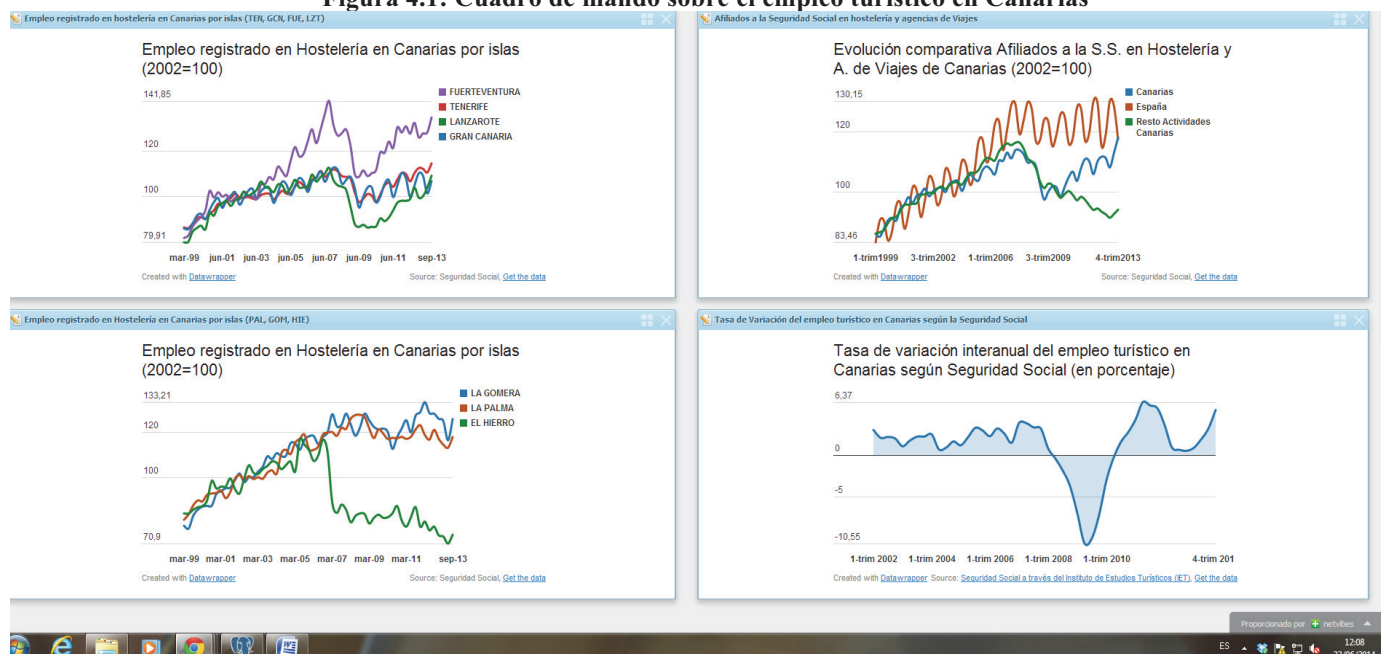 Figura 4.1: Cuadro de mando sobre el empleo turístico en Canarias
Empleo registrado en hostelería en Canarias por islas (TEN, GCN, FUE, LZT)
Empleo registrado en Hostelería en Canarias por islas
(2002=100)
141,85
120
100
79,91
FUERTEVENTURA
TENERIFE
LANZAROTE
GRAN CANARIA
mar-99 jun-01 jun-03 jun-05 jun-07 jun-09 jun-11 sep-13
Created with Datawrapper
Source: Seguridad Social, Get the data
Afiliados a la Seguridad Social en hostelería y agencias de Viajes
Evolución comparativa Afiliados a la S.S. en Hostelería y
A. de Viajes de Canarias (2002=100)
130,15
120
100
83,46
Canarias
España
Resto Actividades
Canarias
1-trim1999 3-trim2002 1-trim2006 3-trim2009 4-trim2013
Created with Datawrapper
Source: Seguridad Social, Get the data
Empleo registrado en Hostelería en Canarias por islas (PAL, GOM, HIE)
Empleo registrado en Hostelería en Canarias por islas
(2002=100)
133,21
120
100
70,9
LA GOMERA
LA PALMA
EL HIERRO
mar-99 mar-01 mar-03 mar-05 mar-07 mar-09 mar-11 sep-13
Created with Datawrapper
Source: Seguridad Social, Get the data
Tasa de Variación del empleo turístico en Canarias según la Seguridad Social
Tasa de variación interanual del empleo turístico en
Canarias según Seguridad Social (en porcentaje)
6,37
0
-5
-10,55
1-trim 2002 1-trim 2004 1-trim 2006 1-trim 2008 1-trim 2010 4-trim 201
Created with Datawrapper Source: Seguridad Social a través del Instituto de Estudios Turísticos (IET), Get the data
Proporcionado por netvibes
ES
12:08
22/06/2014